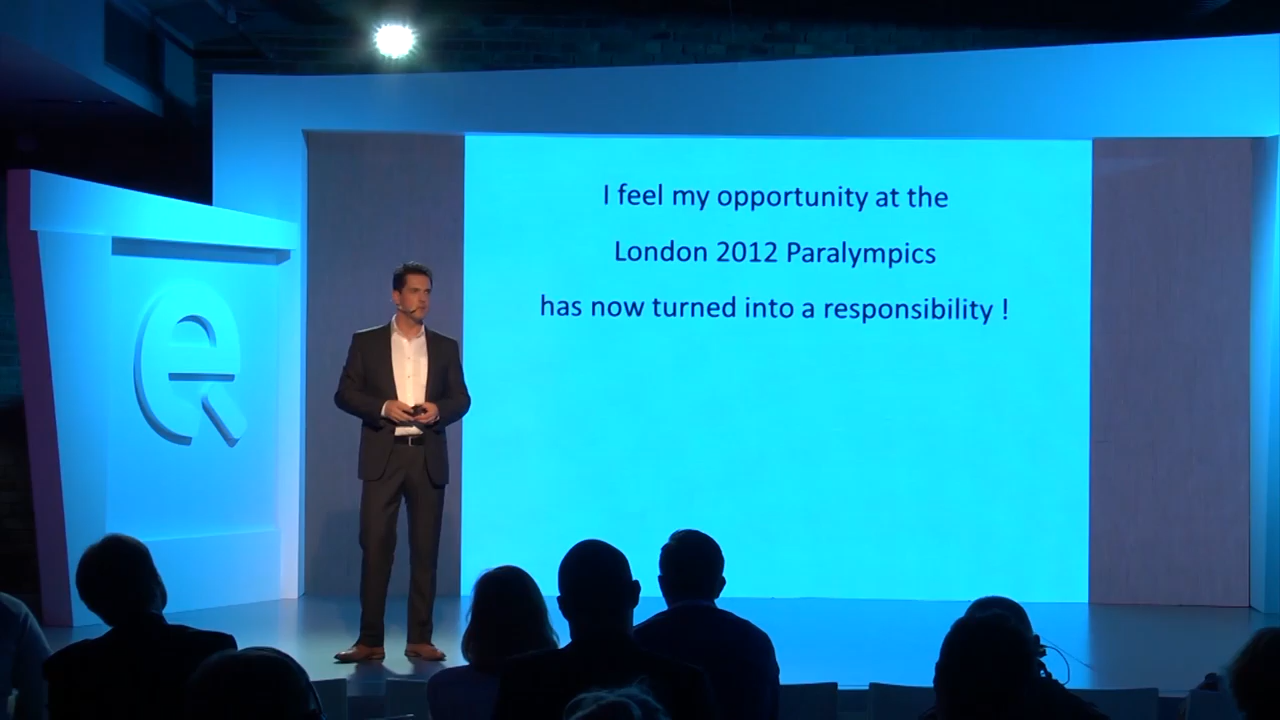 I feel my opportunity at the
London 2012 Paralympics
has now turned into a responsibility !